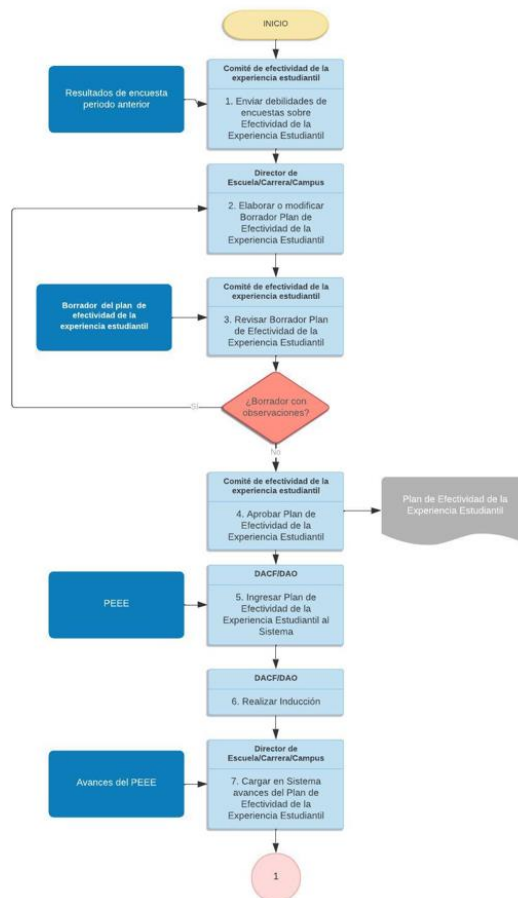 INICIO
Comité de efectividad de la
experiencia estudiantil
Resultados de encuesta
periodo anterior
1. Enviar debilidades de
encuestas sobre
Efectividad de la
Experiencia Estudiantil
Director de
Escuela/Carrera/Campus
2. Elaborar o modificar
Borrador Plan de
Efectividad de la
Experiencia Estudiantil
Comité de efectividad de la
experiencia estudiantil
Borrador del plan de
efectividad de la
experiencia estudiantil
3. Revisar Borrador Plan
de Efectividad de la
Experiencia Estudiantil
¿Borrador con
observaciones?
Sí
No
Comité de efectividad de la
experiencia estudiantil
4. Aprobar Plan de
Efectividad de la
Experiencia Estudiantil
Plan de Efectividad de la
Experiencia Estudiantil
DACF/DAO
PEEE
5. Ingresar Plan de
Efectividad de la
Experiencia Estudiantil al
Sistema
DACF/DAO
6. Realizar Inducción
Director de
Escuela/Carrera/Campus
Avances del PEEE
7. Cargar en Sistema
avances del Plan de
Efectividad de la
Experiencia Estudiantil
1